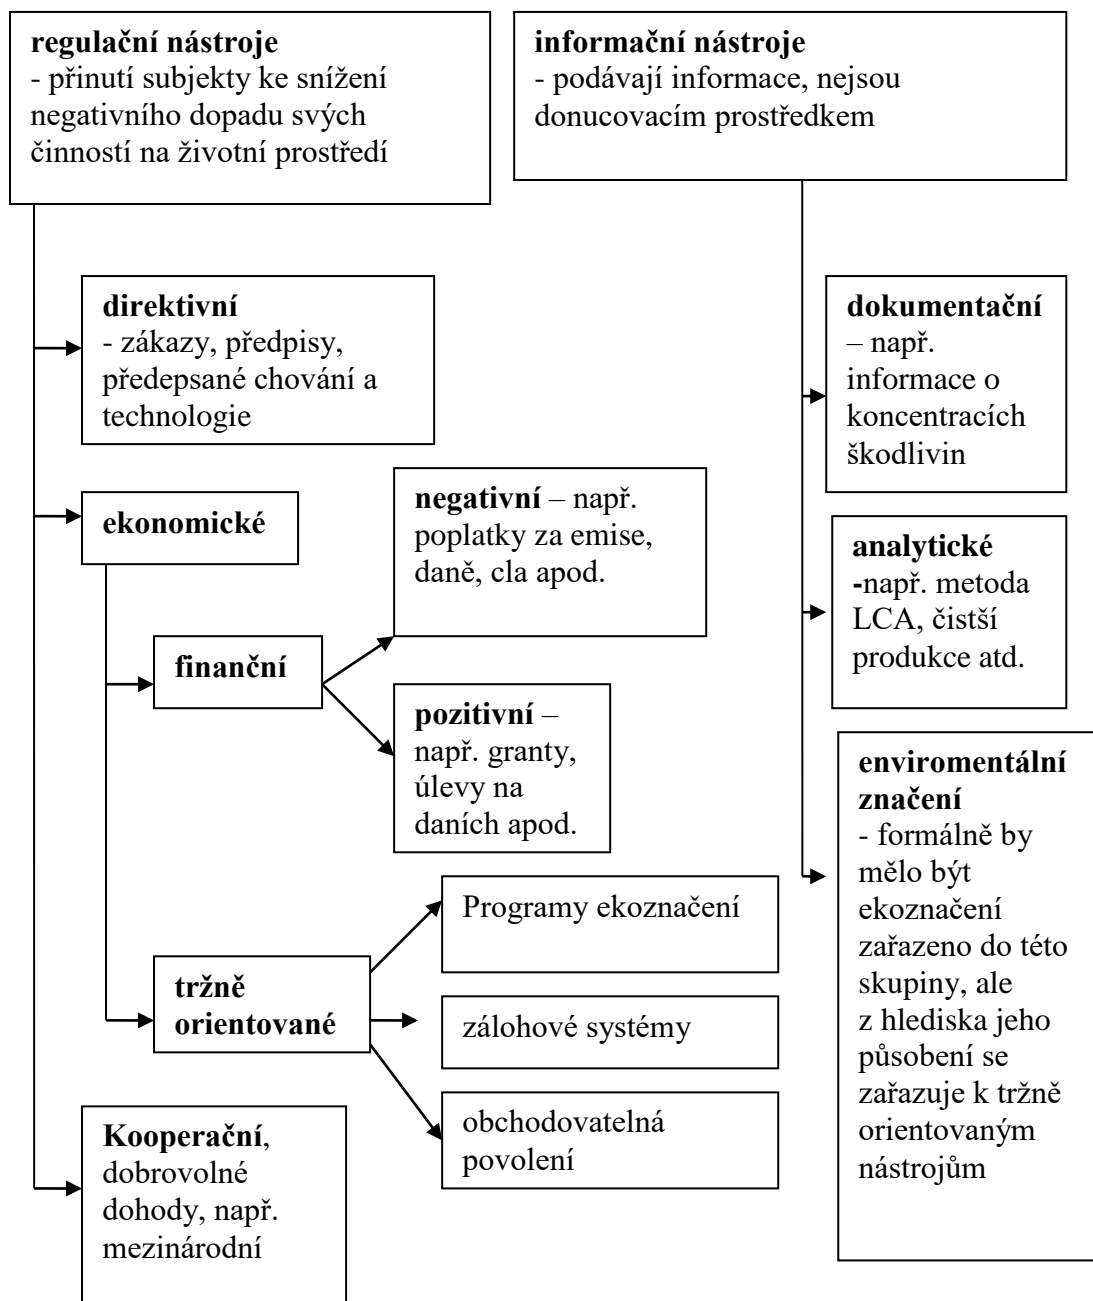 regulační nástroje
- přinutí subjekty ke snížení
negativního dopadu svých
činností na životní prostředí
informační nástroje
- podávají informace, nejsou
donucovacím prostředkem
direktivní
- zákazy, předpisy,
předepsané chování a
technologie
ekonomické
negativní – např.
poplatky za emise,
daně, cla apod.
finanční
pozitivní –
např. granty,
úlevy na
daních apod.
tržně
orientované
Programy ekoznačení
zálohové systémy
obchodovatelná
povolení
Kooperační,
dobrovolné
dohody, např.
mezinárodní
dokumentační
– např.
informace o
koncentracích
škodlivin
analytické
-např. metoda
LCA, čistší
produkce atd.
enviromentální
značení
- formálně by
mělo být
ekoznačení
zařazeno do této
skupiny, ale
z hlediska jeho
působení se
zařazuje k tržně
orientovaným
nástrojům